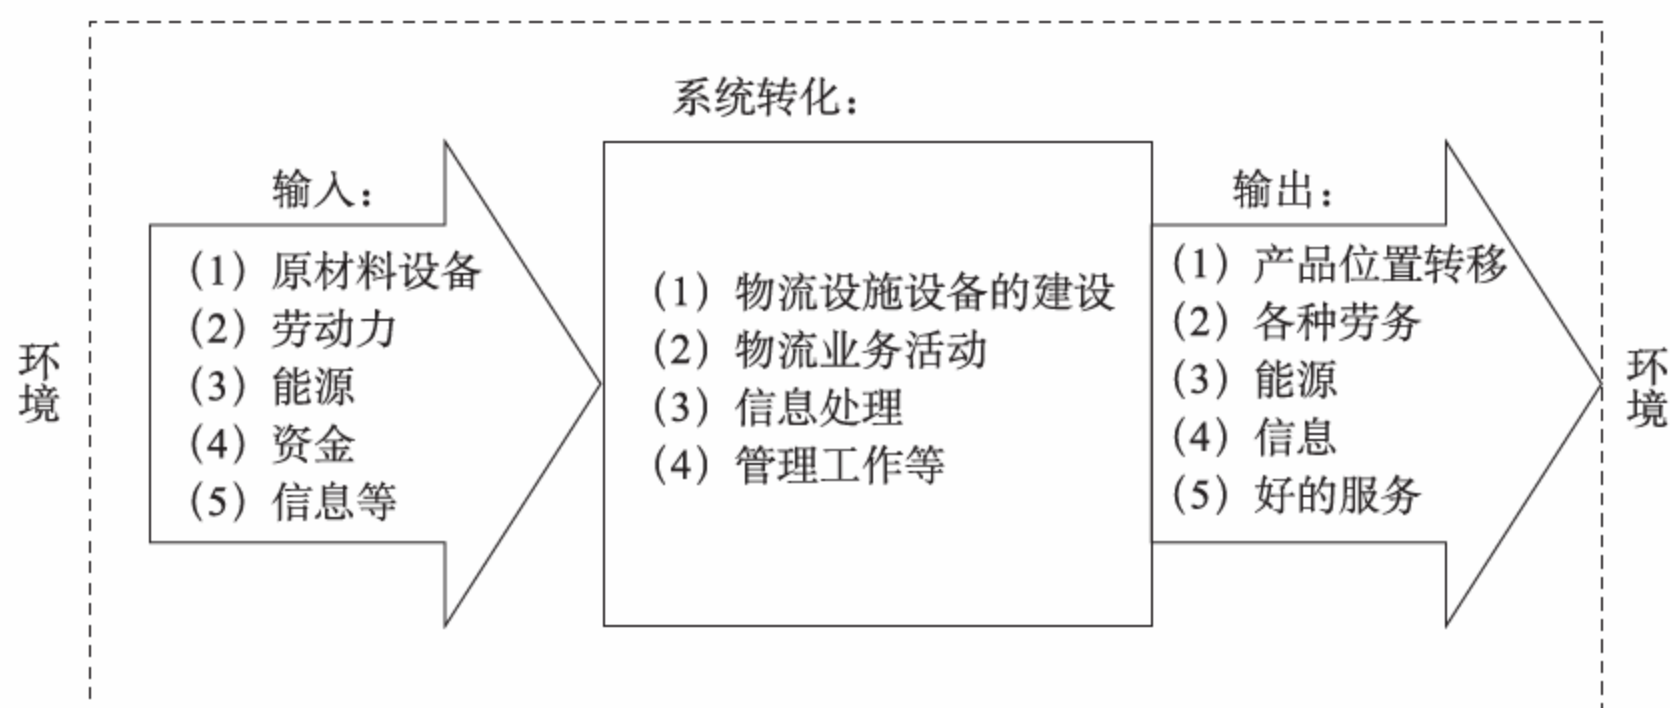 系统转化：
输入：
（1）原材料设备
（2）劳动力
（3）能源
（4）资金
（5）信息等
（1）物流设施设备的建设
（2）物流业务活动
（3）信息处理
（4）管理工作等
输出：
（1）产品位置转移
（2）各种劳务
（3）能源
（4）信息
（5）好的服务
环境
环境